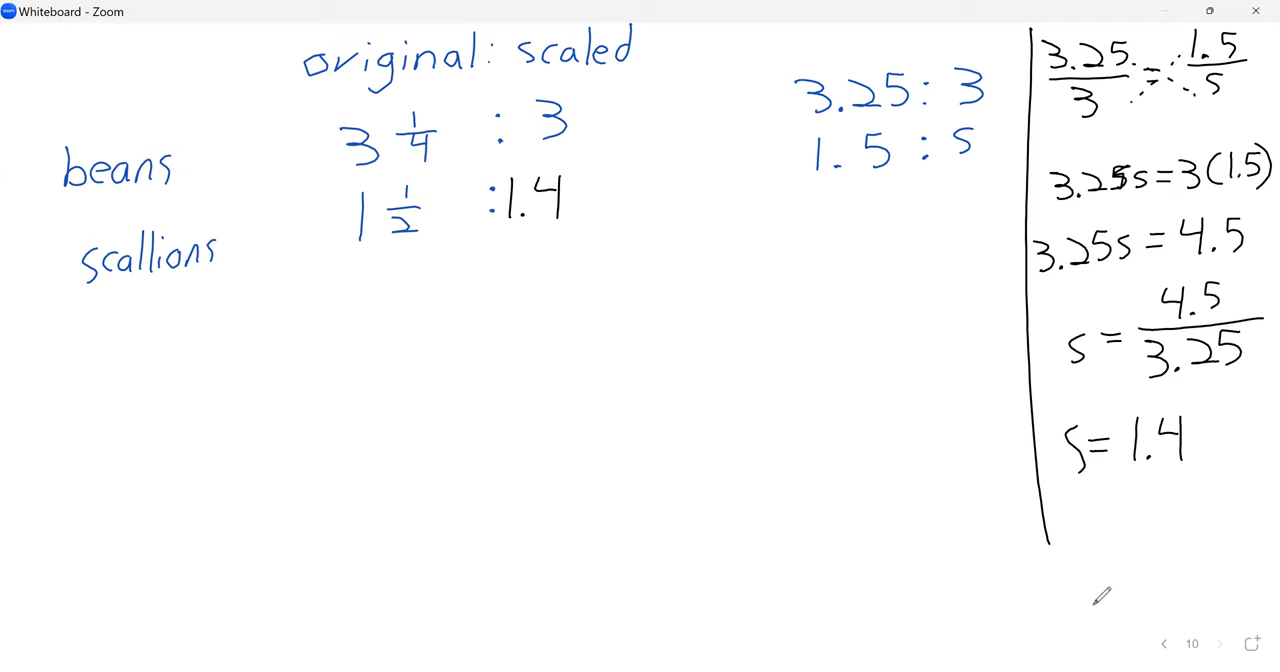 Whiteboard - Zoom
original: scaled
beans 3 1/4 : 3
scallions 1 1/2 : 1.4
3.25 : 3
1.5 : s
3.25/3 = 1.5/s
3.25s = 3(1.5)
3.25s = 4.5
s = 4.5/3.25
s = 1.4
10